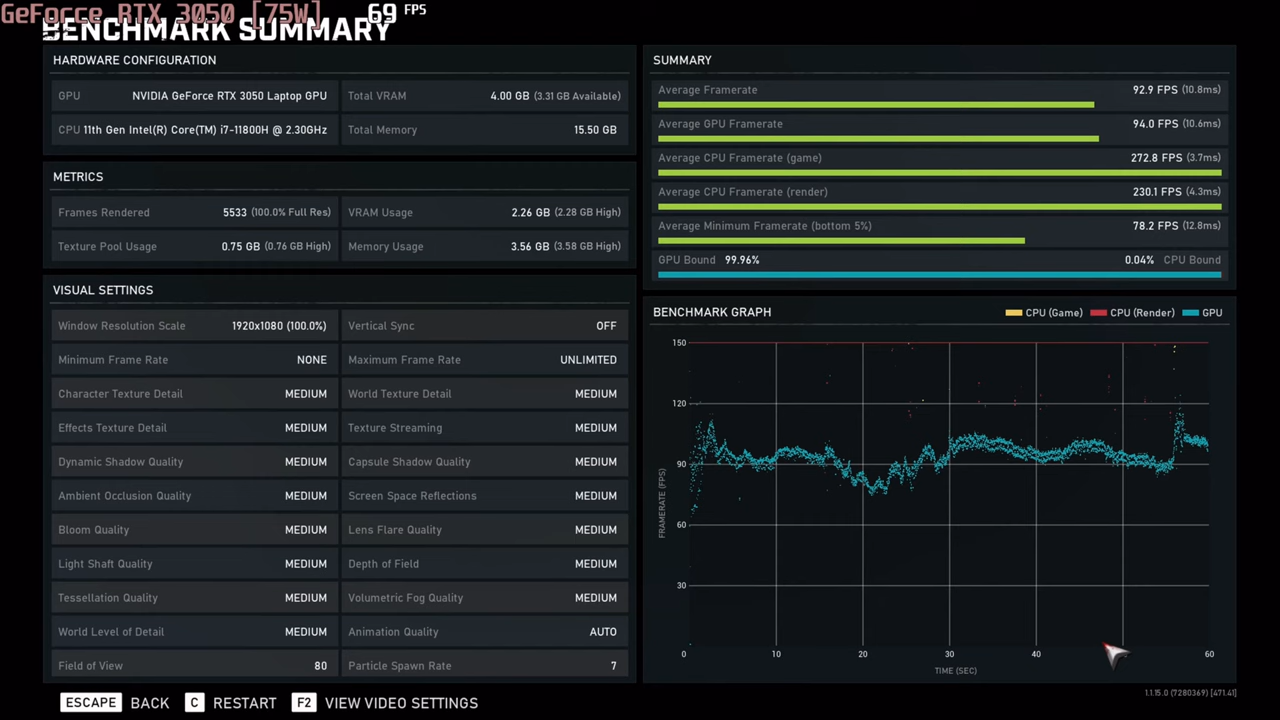 GeForce RTX 3050 [75W] 69 FPS
BENCHMARK SUMMARY
HARDWARE CONFIGURATION
GPU NVIDIA GeForce RTX 3050 Laptop GPU Total VRAM 4.00 GB (3.31 GB Available)
CPU 11th Gen Intel(R) Core(TM) i7-11800H @ 2.30GHz Total Memory 15.50 GB
METRICS
Frames Rendered 5533 (100.0% Full Res) VRAM Usage 2.26 GB (2.28 GB High)
Texture Pool Usage 0.75 GB (0.76 GB High) Memory Usage 3.56 GB (3.58 GB High)
VISUAL SETTINGS
Window Resolution Scale 1920x1080 (100.0%) Vertical Sync OFF
Minimum Frame Rate NONE Maximum Frame Rate UNLIMITED
Character Texture Detail MEDIUM World Texture Detail MEDIUM
Effects Texture Detail MEDIUM Texture Streaming MEDIUM
Dynamic Shadow Quality MEDIUM Capsule Shadow Quality MEDIUM
Ambient Occlusion Quality MEDIUM Screen Space Reflections MEDIUM
Bloom Quality MEDIUM Lens Flare Quality MEDIUM
Light Shaft Quality MEDIUM Depth of Field MEDIUM
Tessellation Quality MEDIUM Volumetric Fog Quality MEDIUM
World Level of Detail MEDIUM Animation Quality AUTO
Field of View 80 Particle Spawn Rate 7
SUMMARY
Average Framerate 92.9 FPS (10.8ms)
Average GPU Framerate 94.0 FPS (10.6ms)
Average CPU Framerate (game) 272.8 FPS (3.7ms)
Average CPU Framerate (render) 230.1 FPS (4.3ms)
Average Minimum Framerate (bottom 5%) 78.2 FPS (12.8ms)
GPU Bound 99.96% 0.04% CPU Bound
BENCHMARK GRAPH CPU (Game) CPU (Render) GPU
150
120
90
60
30
FRAMERATE (FPS)
0 10 20 30 40 60
TIME (SEC)
ESCAPE BACK C RESTART F2 VIEW VIDEO SETTINGS
1.1.15.0 (7280369) [471.41]